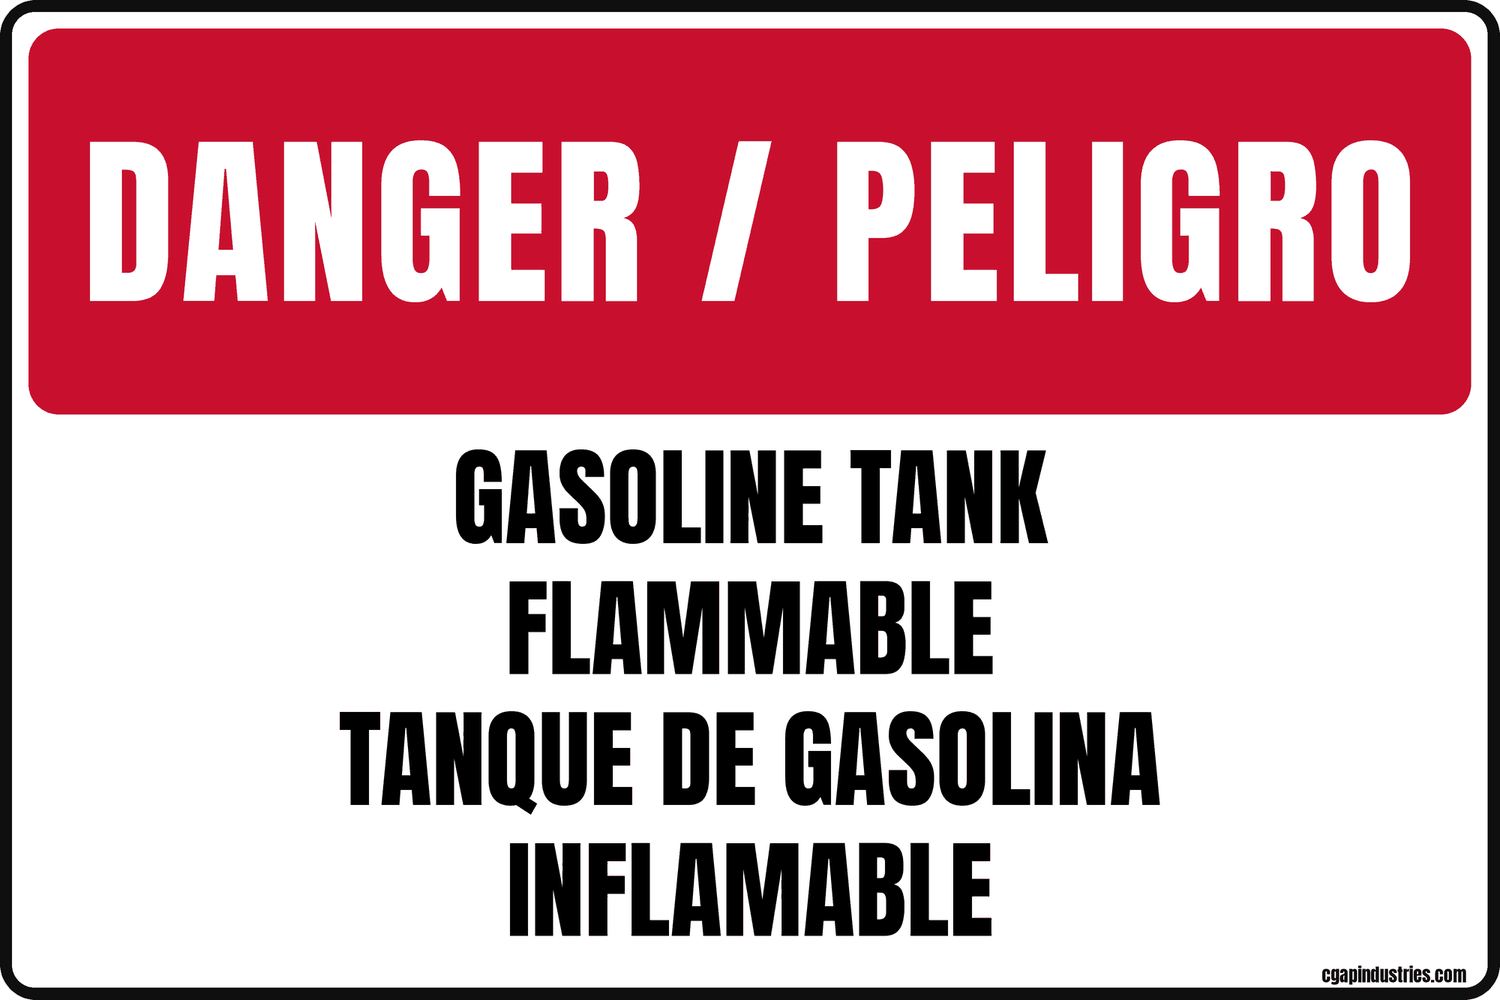 DANGER / PELIGRO
GASOLINE TANK
FLAMMABLE
TANQUE DE GASOLINA
INFLAMABLE
cgapindustries.com